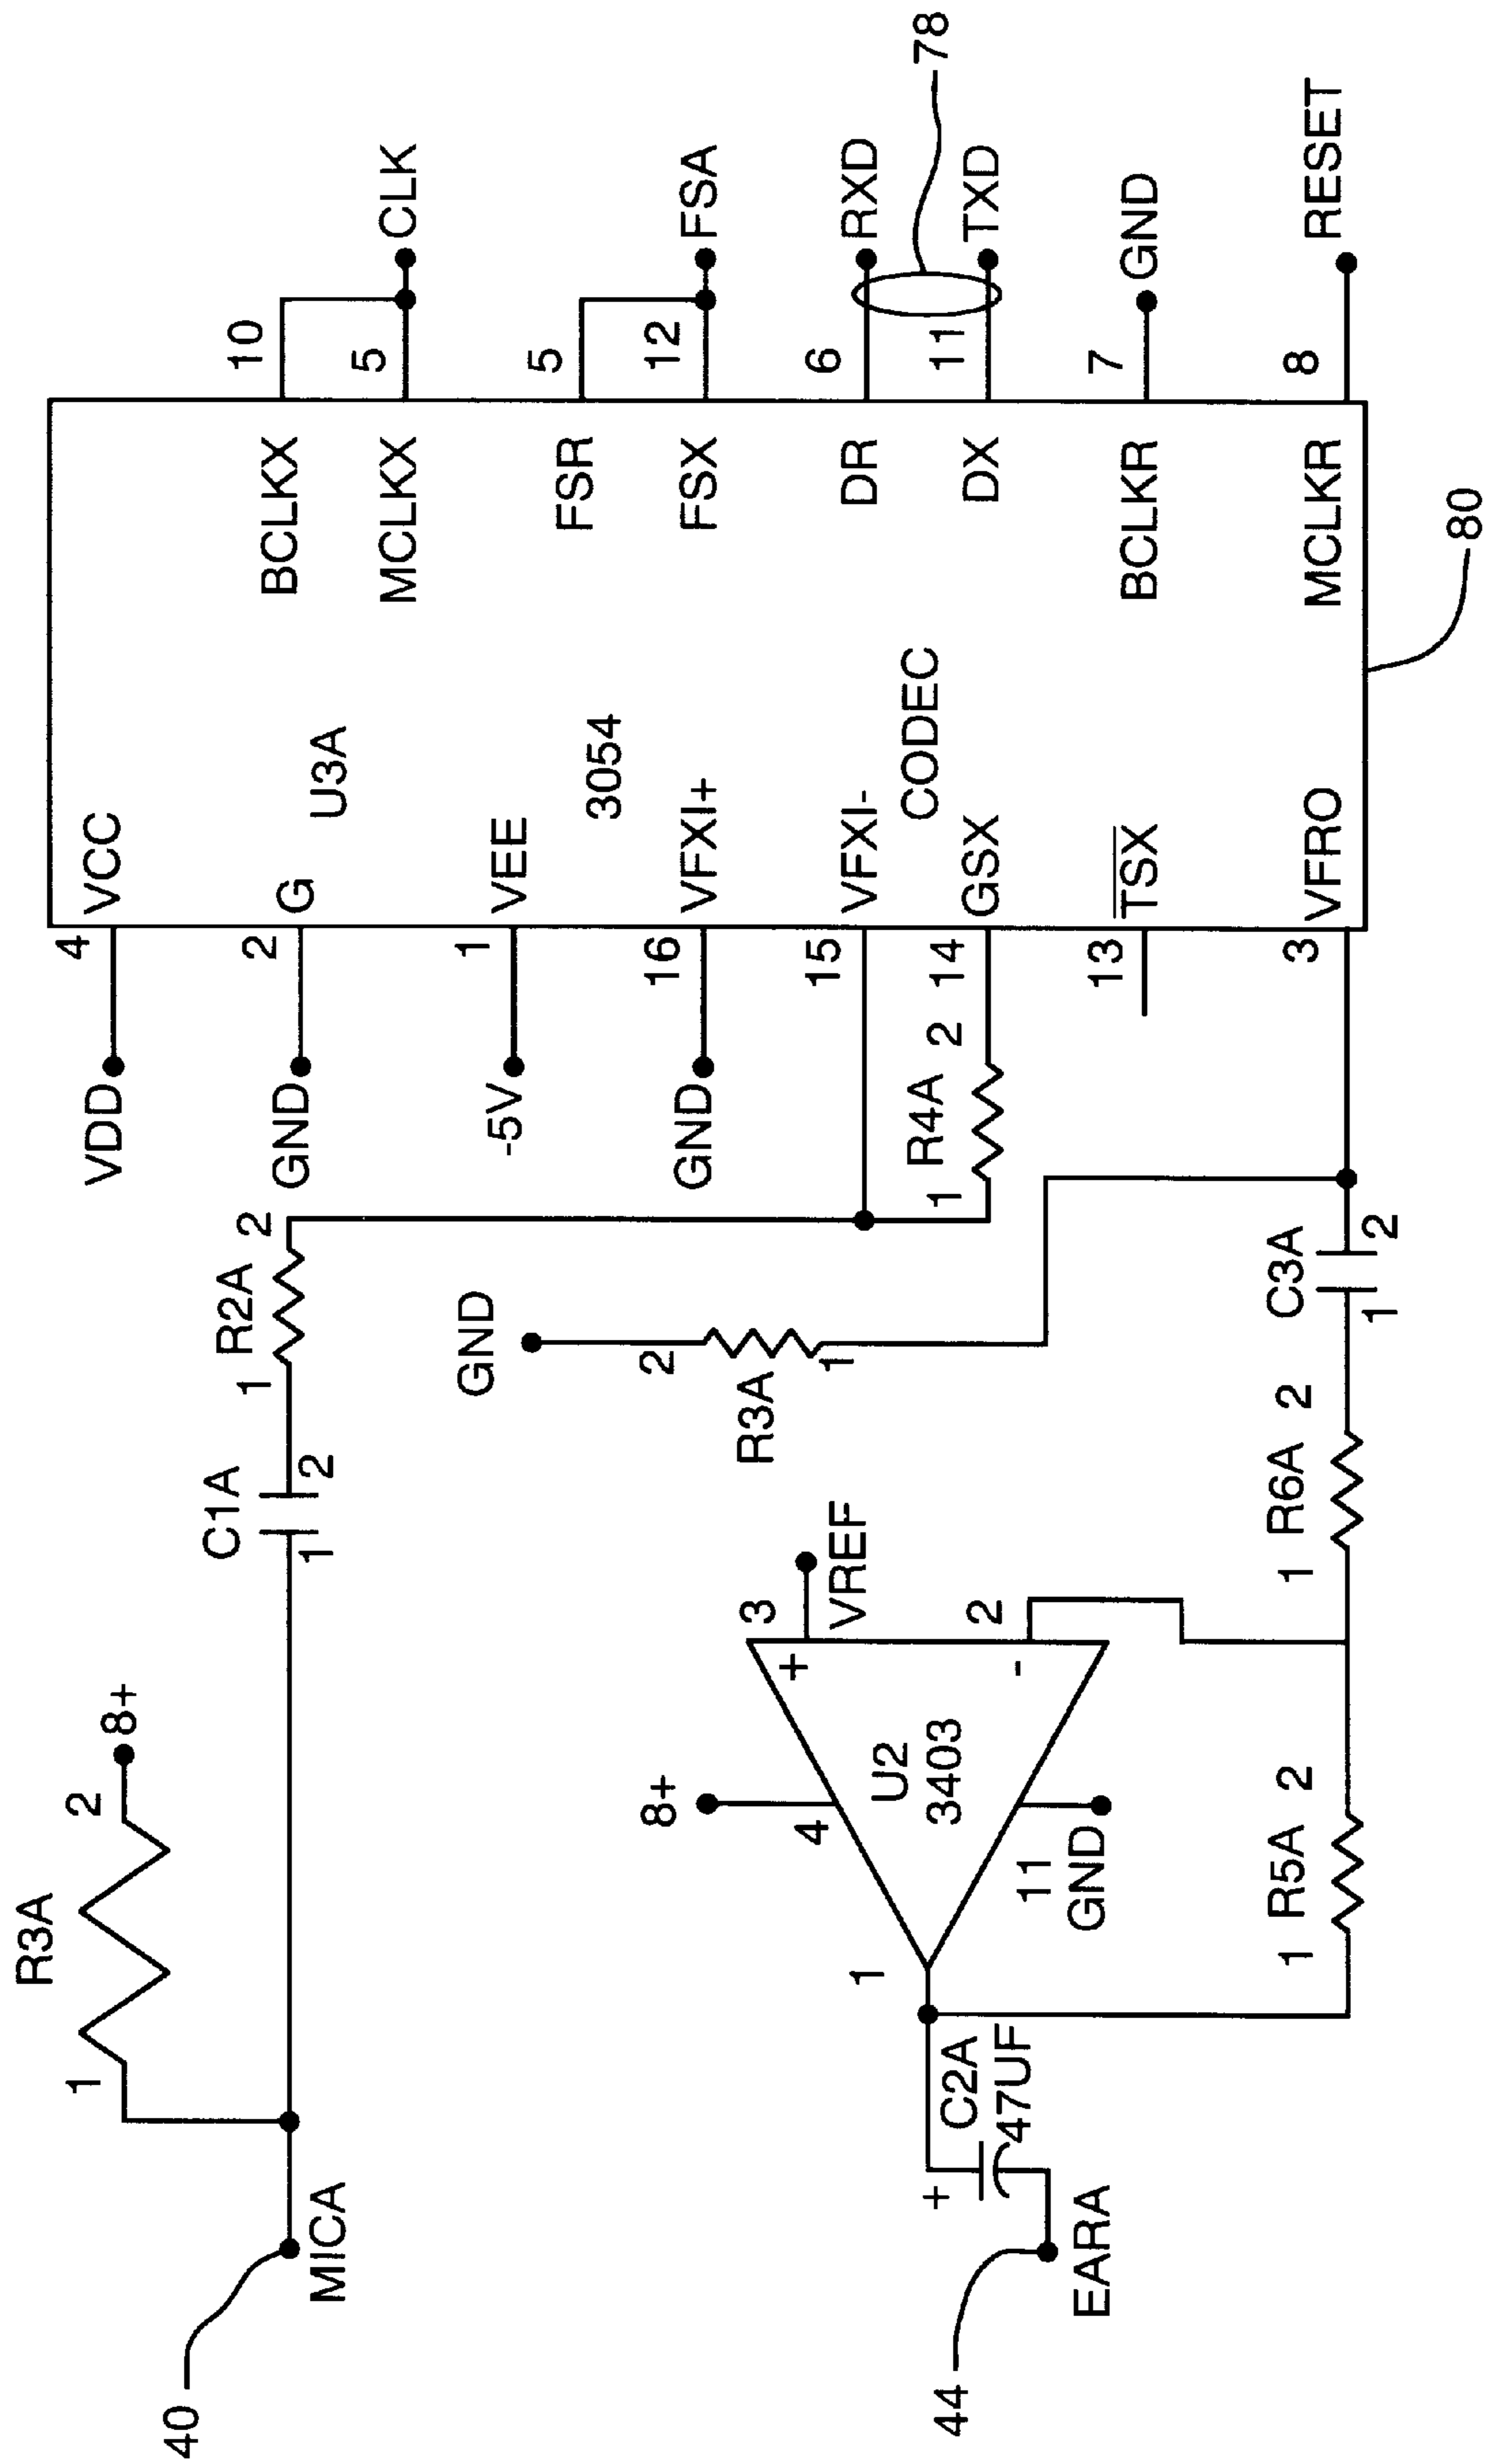 R3A
1
2
8+
40
MICA
C1A
1
2
R2A
1
2
VDD
4
VCC
GND
2
G
U3A
-5V
1
VEE
3054
GND
16
VFXI+
15
VFXI-
CODEC
R4A
1
2
14
GSX
13
TSX
3
VFRO
BCLKX
10
MCLKX
5
CLK
FSR
5
FSX
12
FSA
DR
6
RXD
DX
11
TXD
78
BCLKR
7
GND
MCLKR
8
RESET
80
GND
2
R3A
1
8+
4
3
+
VREF
U2
3403
2
-
1
11
GND
C2A
47UF
+
44
EARA
R5A
1
2
R6A
1
2
C3A
1
2